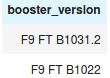 booster_version
F9 FT B1031.2
F9 FT B1022